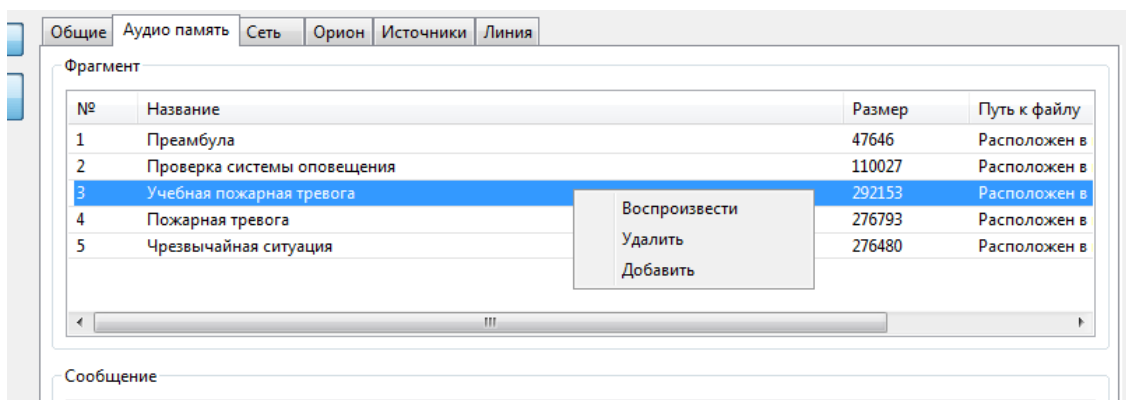 Общие Аудио память Сеть Орион Источники Линия
Фрагмент
№ Название Размер Путь к файлу
1 Преамбула 47646 Расположен в
2 Проверка системы оповещения 110027 Расположен в
3 Учебная пожарная тревога 292153 Расположен в
Воспроизвести
4 Пожарная тревога 276793 Расположен в
Удалить
5 Чрезвычайная ситуация 276480 Расположен в
Добавить
Сообщение